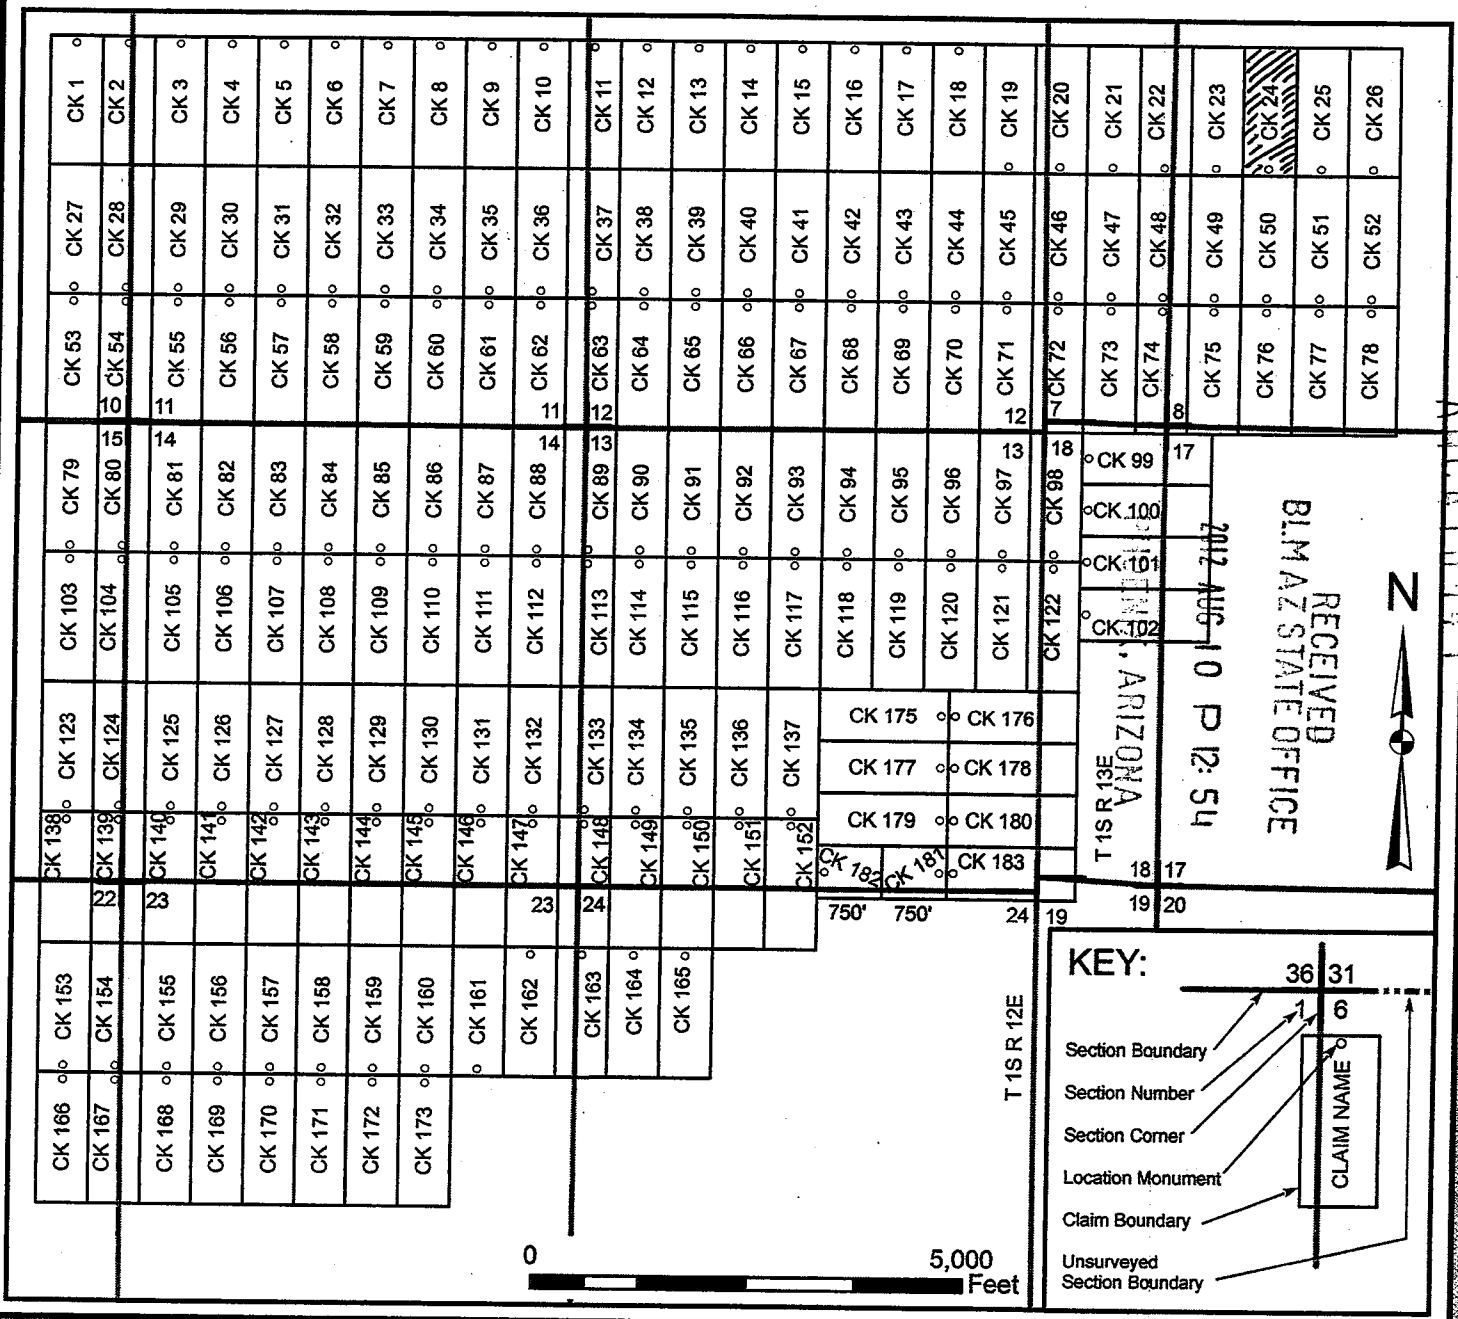 CK 1 CK 2 CK 3 CK 4 CK 5 CK 6 CK 7 CK 8 CK 9 CK 10 CK 11 CK 12 CK 13 CK 14 CK 15 CK 16 CK 17 CK 18 CK 19 CK 20 CK 21 CK 22 CK 23 CK 24 CK 25 CK 26
CK 27 CK 28 CK 29 CK 30 CK 31 CK 32 CK 33 CK 34 CK 35 CK 36 CK 37 CK 38 CK 39 CK 40 CK 41 CK 42 CK 43 CK 44 CK 45 CK 46 CK 47 CK 48 CK 49 CK 50 CK 51 CK 52
CK 53 CK 54 CK 55 CK 56 CK 57 CK 58 CK 59 CK 60 CK 61 CK 62 CK 63 CK 64 CK 65 CK 66 CK 67 CK 68 CK 69 CK 70 CK 71 CK 72 CK 73 CK 74 CK 75 CK 76 CK 77 CK 78
10 11 11 12 12 7 8
15 14 14 13 13 18 17
CK 79 CK 80 CK 81 CK 82 CK 83 CK 84 CK 85 CK 86 CK 87 CK 88 CK 89 CK 90 CK 91 CK 92 CK 93 CK 94 CK 95 CK 96 CK 97 CK 98
CK 99
CK 100
CK 101
CK 102
CK 103 CK 104 CK 105 CK 106 CK 107 CK 108 CK 109 CK 110 CK 111 CK 112 CK 113 CK 114 CK 115 CK 116 CK 117 CK 118 CK 119 CK 120 CK 121 CK 122
RECEIVED
BLM AZ STATE OFFICE
2012 AUG 10 P 12:54
ARIZONA
N
CK 123 CK 124 CK 125 CK 126 CK 127 CK 128 CK 129 CK 130 CK 131 CK 132 CK 133 CK 134 CK 135 CK 136 CK 137
CK 175 CK 176
CK 177 CK 178
CK 179 CK 180
CK 182 CK 181 CK 183
T 1S R 13E
CK 138 CK 139 CK 140 CK 141 CK 142 CK 143 CK 144 CK 145 CK 146 CK 147 CK 148 CK 149 CK 150 CK 151 CK 152
18 17
22 23 23 24 750' 750' 24 19 19 20
CK 153 CK 154 CK 155 CK 156 CK 157 CK 158 CK 159 CK 160 CK 161 CK 162 CK 163 CK 164 CK 165
T 1S R 12E
CK 166 CK 167 CK 168 CK 169 CK 170 CK 171 CK 172 CK 173
KEY:
36 31
1 6
Section Boundary
Section Number
Section Corner
Location Monument
Claim Boundary
Unsurveyed
Section Boundary
CLAIM NAME
0 5,000
Feet